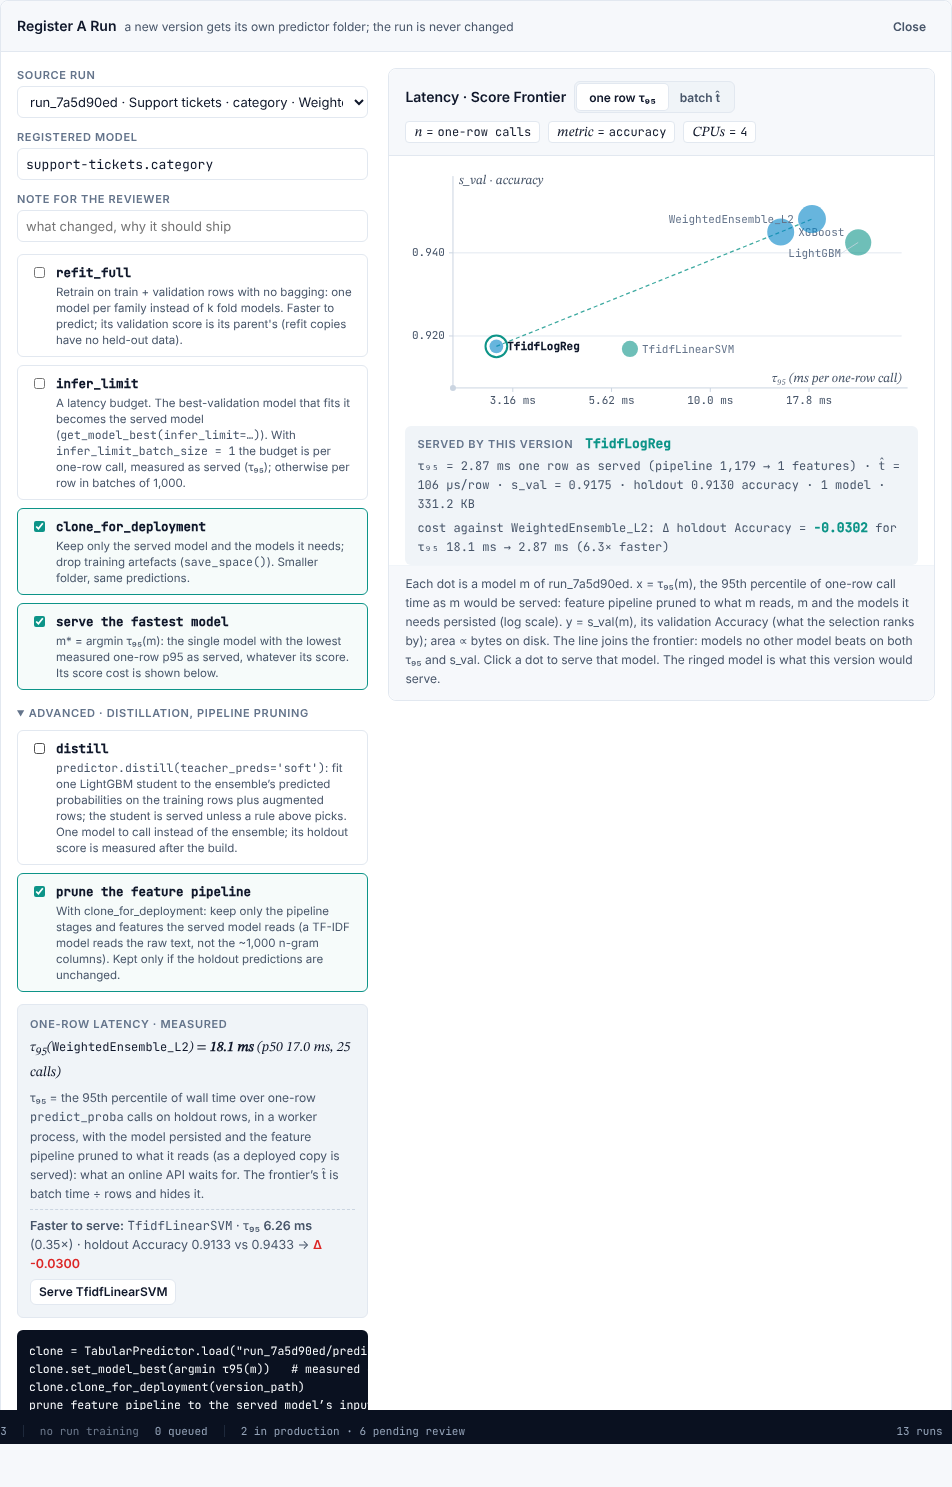 Register A Run a new version gets its own predictor folder; the run is never changed
Close
SOURCE RUN
run_7a5d90ed · Support tickets · category · Weight
REGISTERED MODEL
support-tickets.category
NOTE FOR THE REVIEWER
what changed, why it should ship
refit_full
Retrain on train + validation rows with no bagging: one
model per family instead of k fold models. Faster to
predict; its validation score is its parent's (refit copies
have no held-out data).
infer_limit
A latency budget. The best-validation model that fits it
becomes the served model
(get_model_best(infer_limit=…)). With
infer_limit_batch_size = 1 the budget is per
one-row call, measured as served (τ₉₅); otherwise per
row in batches of 1,000.
clone_for_deployment
Keep only the served model and the models it needs;
drop training artefacts (save_space()). Smaller
folder, same predictions.
serve the fastest model
m* = argmin τ₉₅(m): the single model with the lowest
measured one-row p95 as served, whatever its score.
Its score cost is shown below.
▼ ADVANCED · DISTILLATION, PIPELINE PRUNING
distill
predictor.distill(teacher_preds='soft'): fit
one LightGBM student to the ensemble's predicted
probabilities on the training rows plus augmented
rows; the student is served unless a rule above picks.
One model to call instead of the ensemble; its holdout
score is measured after the build.
prune the feature pipeline
With clone_for_deployment: keep only the pipeline
stages and features the served model reads (a TF-IDF
model reads the raw text, not the ~1,000 n-gram
columns). Kept only if the holdout predictions are
unchanged.
ONE-ROW LATENCY · MEASURED
τ95(WeightedEnsemble_L2) = 18.1 ms (p50 17.0 ms, 25
calls)
τ₉₅ = the 95th percentile of wall time over one-row
predict_proba calls on holdout rows, in a worker
process, with the model persisted and the feature
pipeline pruned to what it reads (as a deployed copy is
served): what an online API waits for. The frontier's t̂ is
batch time ÷ rows and hides it.
Faster to serve: TfidfLinearSVM · τ₉₅ 6.26 ms
(0.35×) · holdout Accuracy 0.9133 vs 0.9433 → Δ
-0.0300
Serve TfidfLinearSVM
clone = TabularPredictor.load("run_7a5d90ed/predi
clone.set_model_best(argmin τ95(m)) # measured
clone.clone_for_deployment(version_path)
prune feature pipeline to the served model's input
Latency · Score Frontier one row τ₉₅ batch t̂
n = one-row calls metric = accuracy CPUs = 4
s_val · accuracy
WeightedEnsemble_L2
XGBoost
LightGBM
0.940
0.920
TfidfLogReg
TfidfLinearSVM
τ95 (ms per one-row call)
3.16 ms 5.62 ms 10.0 ms 17.8 ms
SERVED BY THIS VERSION TfidfLogReg
τ₉₅ = 2.87 ms one row as served (pipeline 1,179 → 1 features) · t̂ =
106 µs/row · s_val = 0.9175 · holdout 0.9130 accuracy · 1 model ·
331.2 KB
cost against WeightedEnsemble_L2: Δ holdout Accuracy = -0.0302 for
τ₉₅ 18.1 ms → 2.87 ms (6.3× faster)
Each dot is a model m of run_7a5d90ed. x = τ₉₅(m), the 95th percentile of one-row call
time as m would be served: feature pipeline pruned to what m reads, m and the models it
needs persisted (log scale). y = s_val(m), its validation Accuracy (what the selection ranks
by); area ∝ bytes on disk. The line joins the frontier: models no other model beats on both
τ₉₅ and s_val. Click a dot to serve that model. The ringed model is what this version would
serve.
3 no run training 0 queued 2 in production · 6 pending review 13 runs